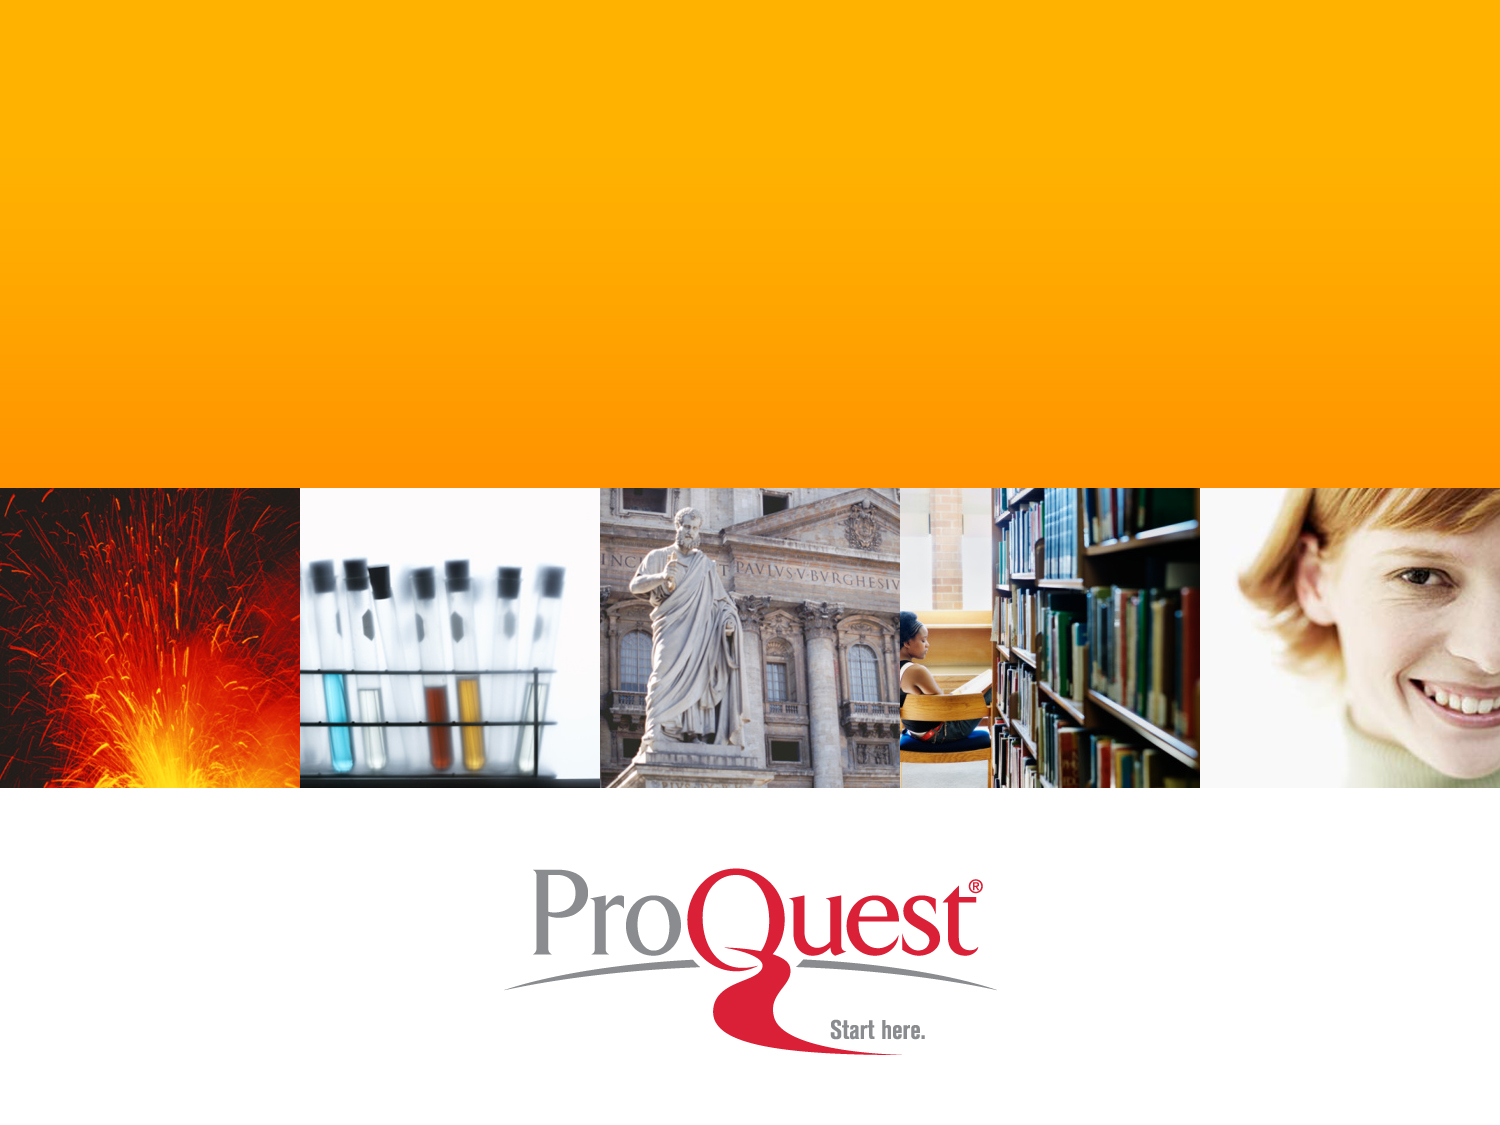 PAVLVS V BVRGHESIV
ProQuest®
Start here.